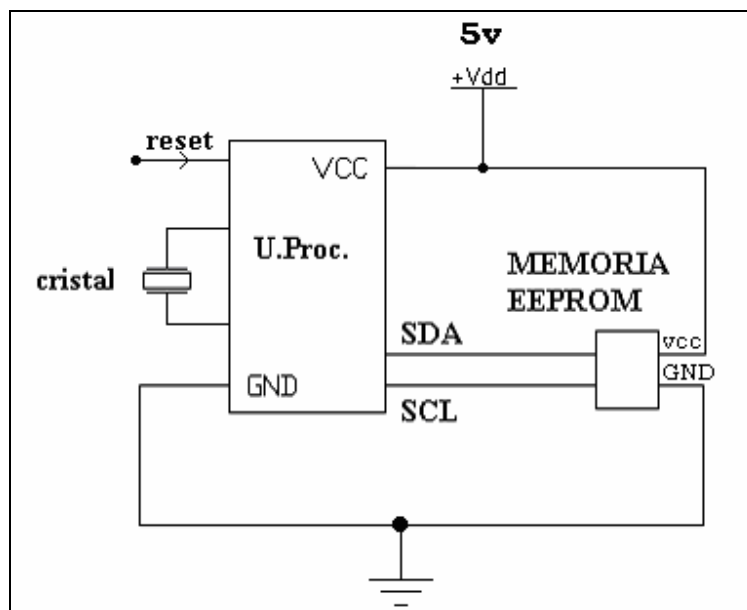 5v
+Vdd
reset
VCC
U.Proc.
cristal
MEMORIA
EEPROM
SDA
vcc
GND
GND
SCL